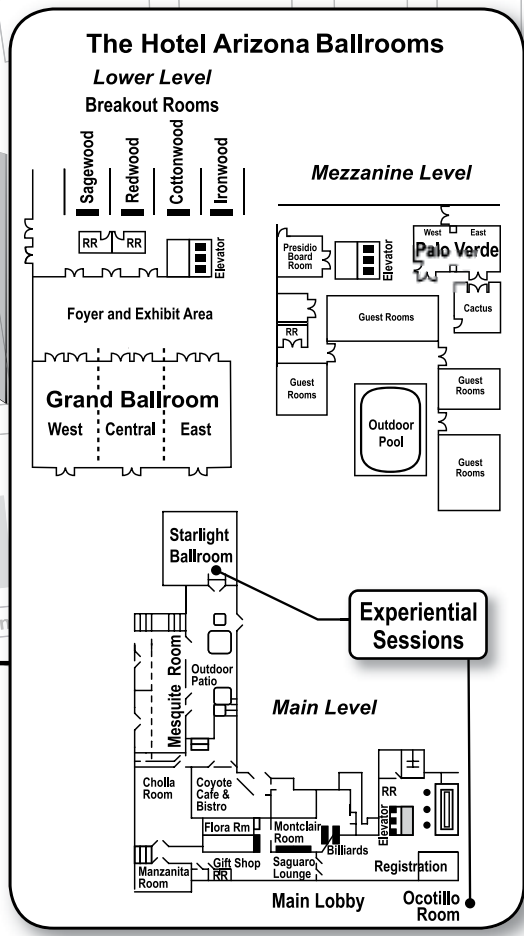 The Hotel Arizona Ballrooms
Lower Level
Breakout Rooms
Sagewood
Redwood
Cottonwood
Ironwood
RR
RR
Elevator
Foyer and Exhibit Area
Grand Ballroom
West
Central
East
Mezzanine Level
Presidio
Board
Room
Elevator
West
East
Palo Verde
Cactus
RR
Guest Rooms
Guest
Rooms
Outdoor
Pool
Guest
Rooms
Guest
Rooms
Starlight
Ballroom
Experiential
Sessions
Mesquite Room
Outdoor
Patio
Main Level
Cholla
Room
Coyote
Cafe &
Bistro
RR
Elevator
Flora Rm
Montclair
Room
Billiards
Gift Shop
RR
Saguaro
Lounge
Registration
Manzanita
Room
Main Lobby
Ocotillo
Room